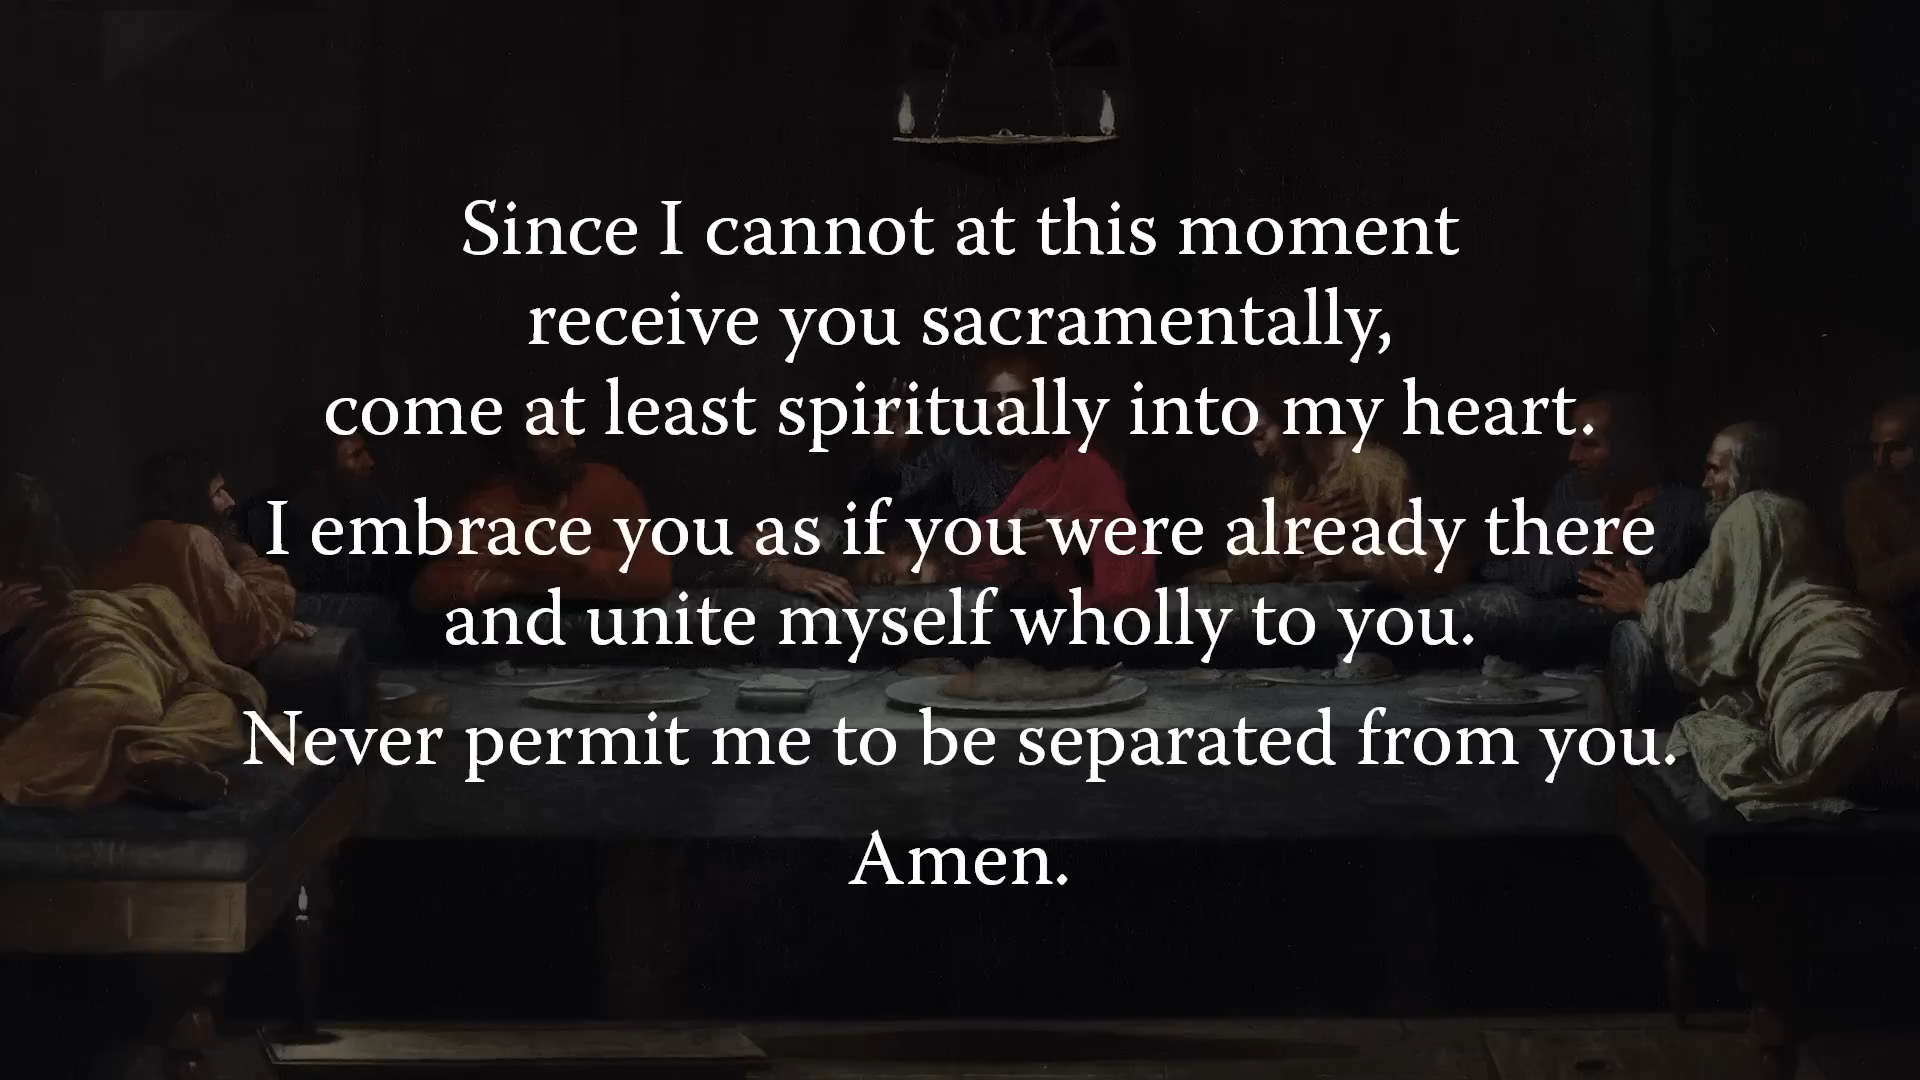 Since I cannot at this moment
receive you sacramentally,
come at least spiritually into my heart.
I embrace you as if you were already there
and unite myself wholly to you.
Never permit me to be separated from you.
Amen.